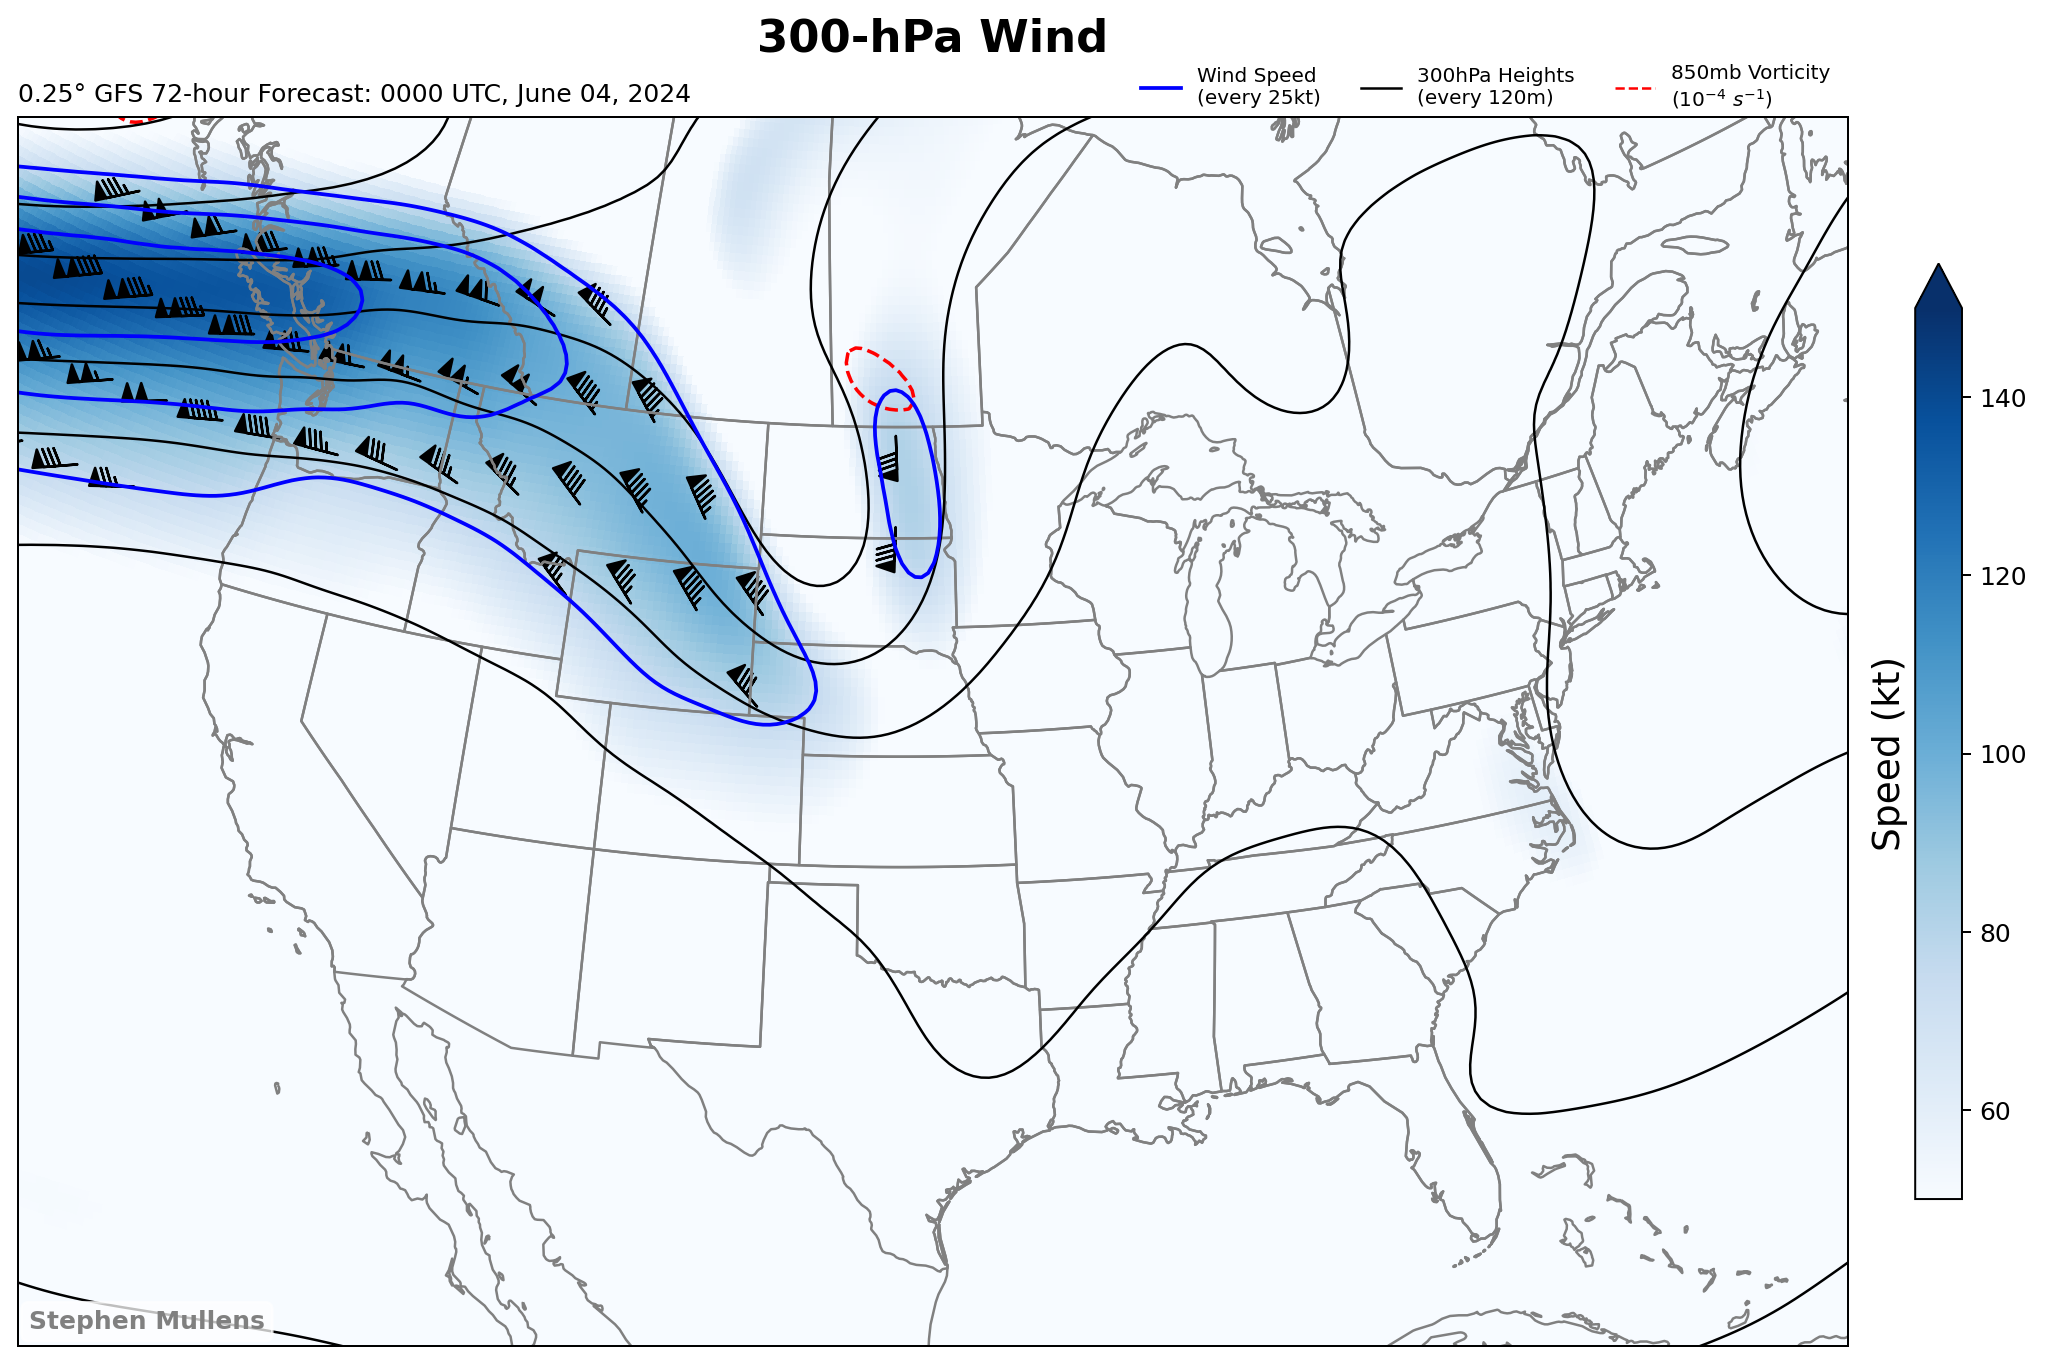 300-hPa Wind
0.25° GFS 72-hour Forecast: 0000 UTC, June 04, 2024
Wind Speed
(every 25kt)
300hPa Heights
(every 120m)
850mb Vorticity
(10⁻⁴ s⁻¹)
140
120
100
80
60
Speed (kt)
Stephen Mullens